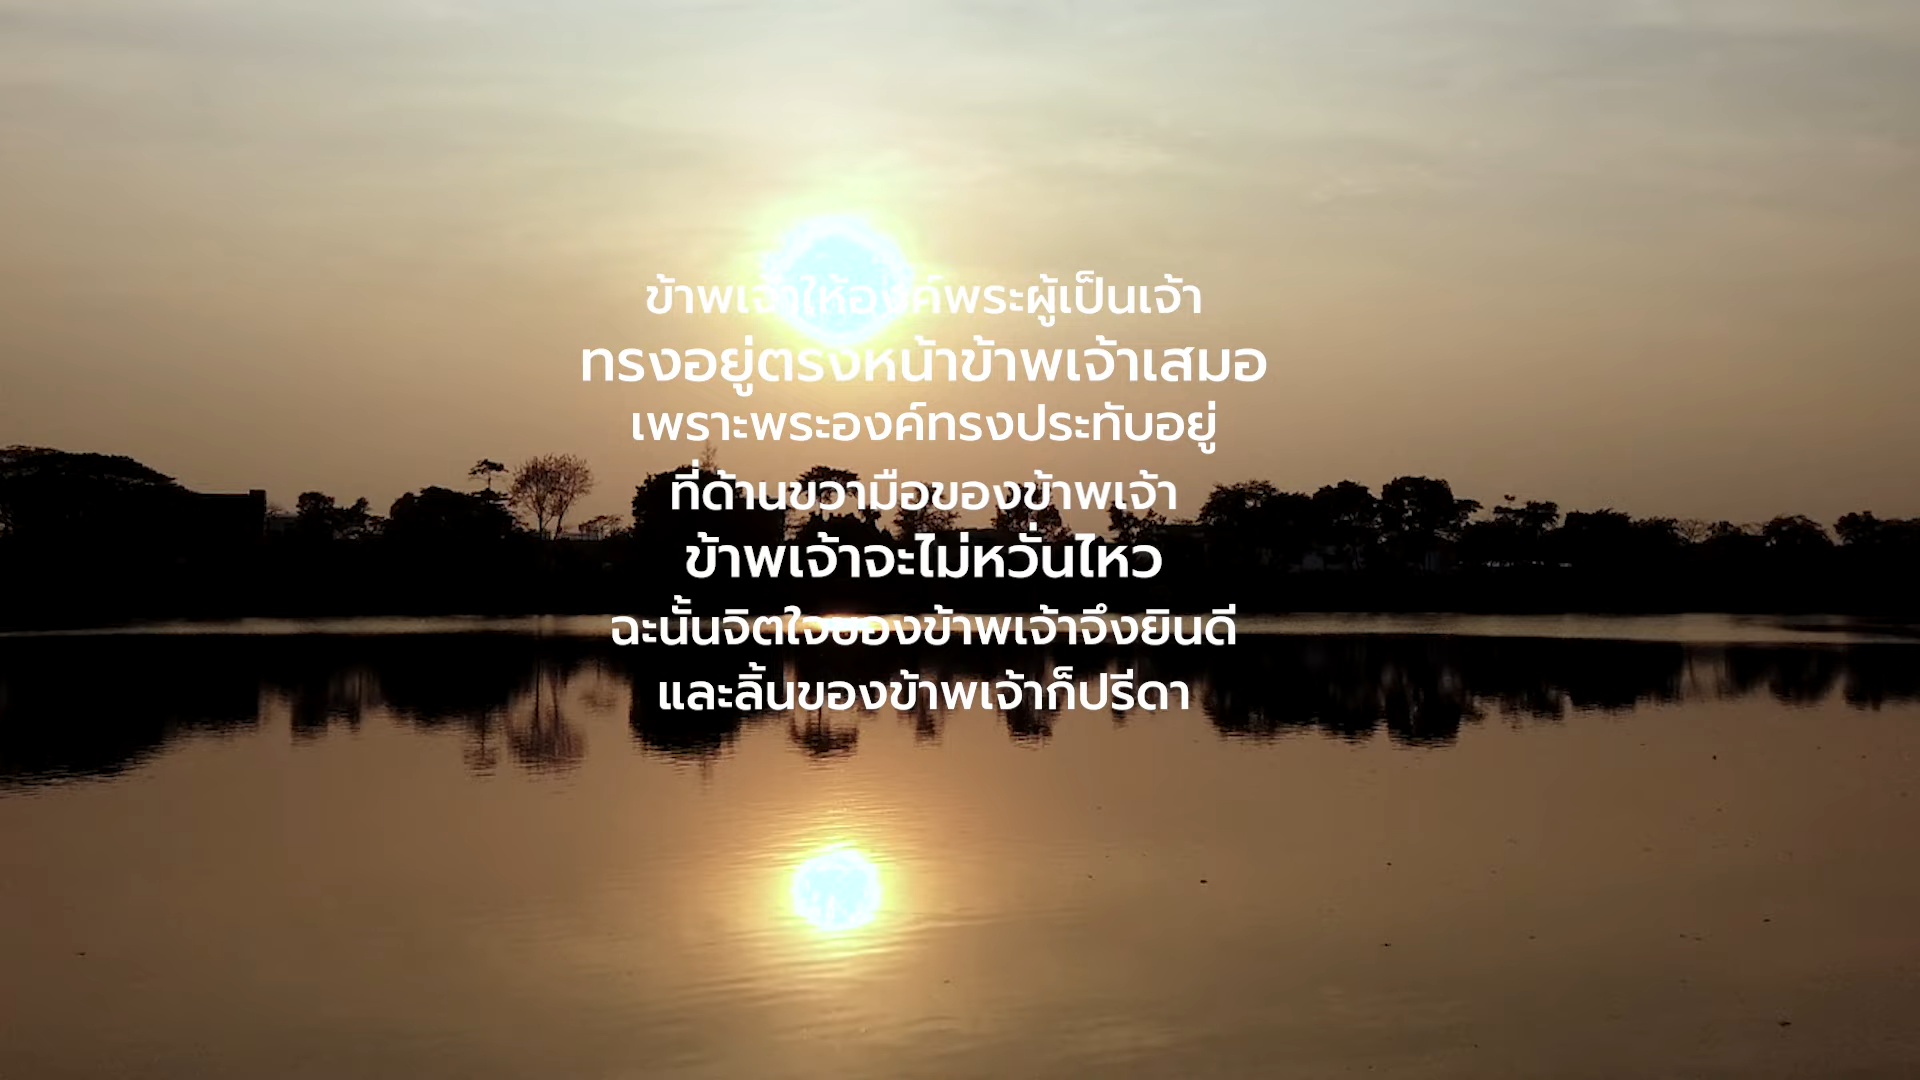 ข้าพเจ้าให้องค์พระผู้เป็นเจ้า
ทรงอยู่ตรงหน้าข้าพเจ้าเสมอ
เพราะพระองค์ทรงประทับอยู่
ที่ด้านขวามือของข้าพเจ้า
ข้าพเจ้าจะไม่หวั่นไหว
ฉะนั้นจิตใจของข้าพเจ้าจึงยินดี
และลิ้นของข้าพเจ้าก็ปรีดา